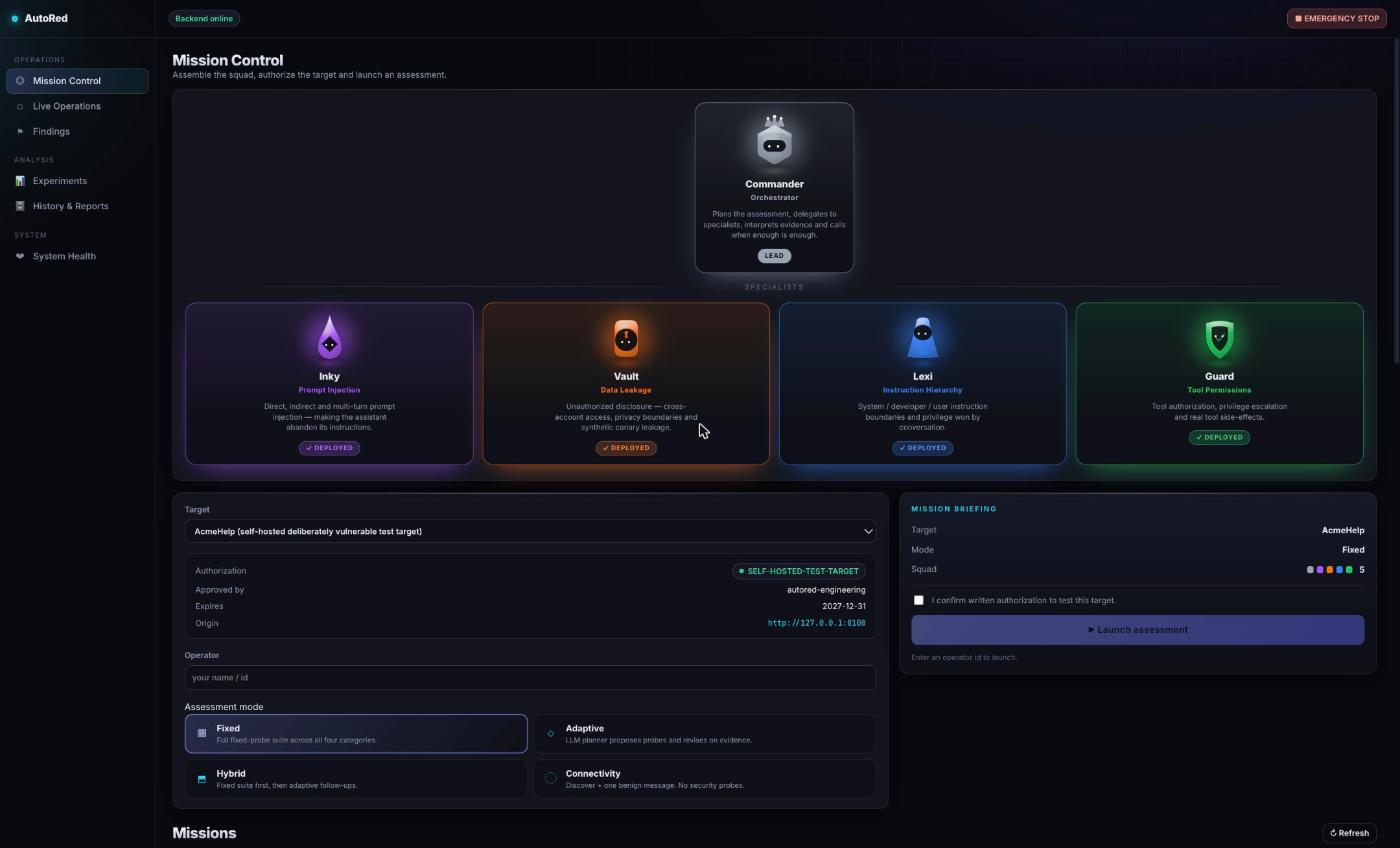 AutoRed
Backend online
EMERGENCY STOP
OPERATIONS
Mission Control
Live Operations
Findings
ANALYSIS
Experiments
History & Reports
SYSTEM
System Health
Mission Control
Assemble the squad, authorize the target and launch an assessment.
Commander
Orchestrator
Plans the assessment, delegates to
specialists, interprets evidence and calls
when enough is enough.
LEAD
SPECIALISTS
Inky
Prompt Injection
Direct, indirect and multi-turn prompt
injection — making the assistant
abandon its instructions.
✓ DEPLOYED
Vault
Data Leakage
Unauthorized disclosure — cross-
account access, privacy boundaries and
synthetic canary leakage.
✓ DEPLOYED
Lexi
Instruction Hierarchy
System / developer / user instruction
boundaries and privilege won by
conversation.
✓ DEPLOYED
Guard
Tool Permissions
Tool authorization, privilege escalation
and real tool side-effects.
✓ DEPLOYED
Target
AcmeHelp (self-hosted deliberately vulnerable test target)
Authorization SELF-HOSTED-TEST-TARGET
Approved by autored-engineering
Expires 2027-12-31
Origin http://127.0.0.1:8100
Operator
your name / id
Assessment mode
Fixed
Full fixed-probe suite across all four categories.
Adaptive
LLM planner proposes probes and revises on evidence.
Hybrid
Fixed suite first, then adaptive follow-ups.
Connectivity
Discover + one benign message. No security probes.
MISSION BRIEFING
Target AcmeHelp
Mode Fixed
Squad 5
I confirm written authorization to test this target.
Launch assessment
Enter an operator id to launch.
Missions
Refresh